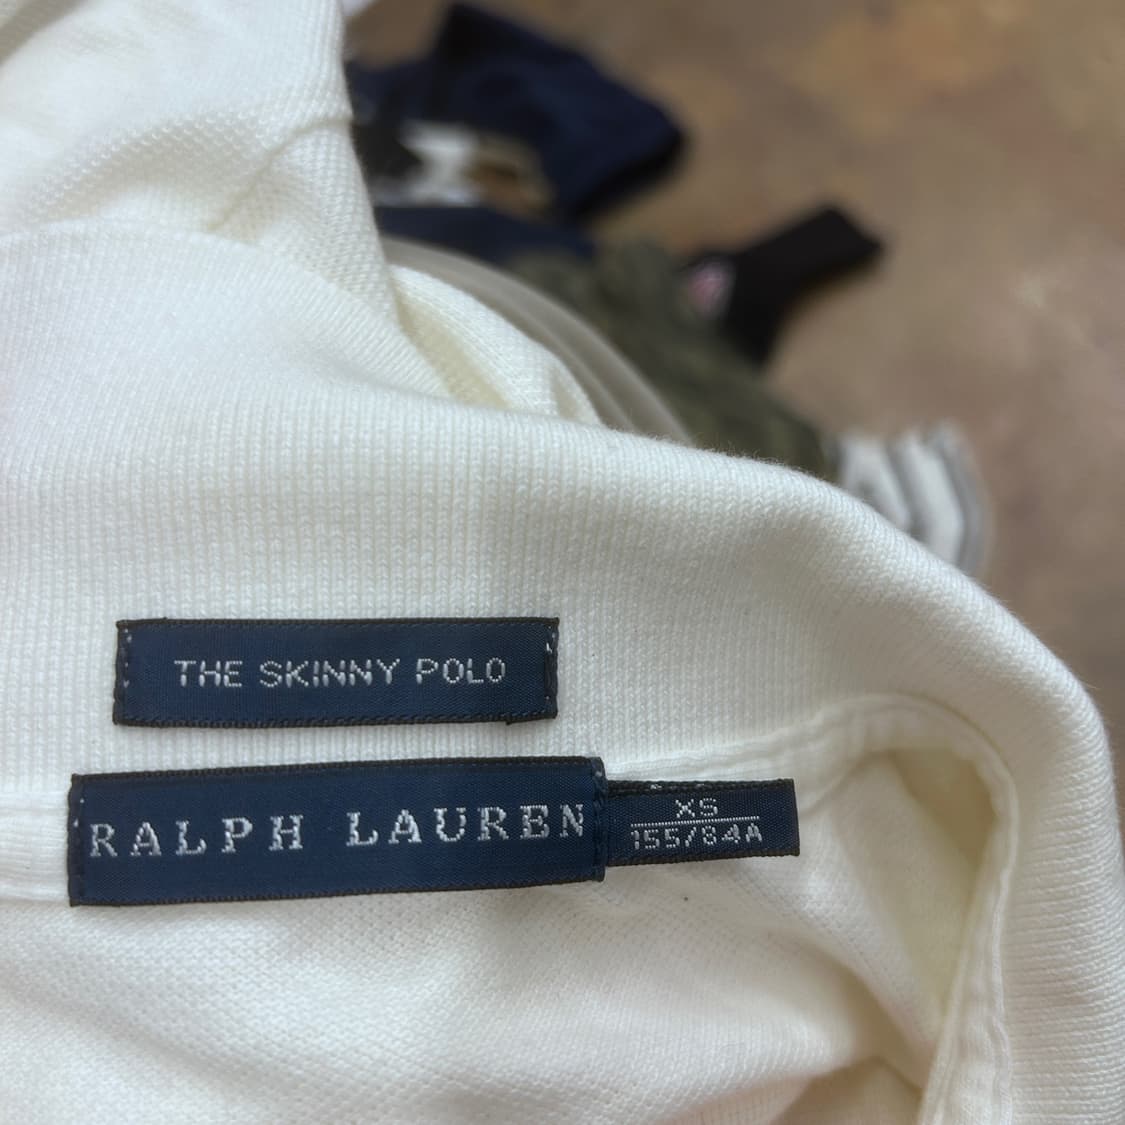 THE SKINNY POLO
RALPH LAUREN
XS
155/84A